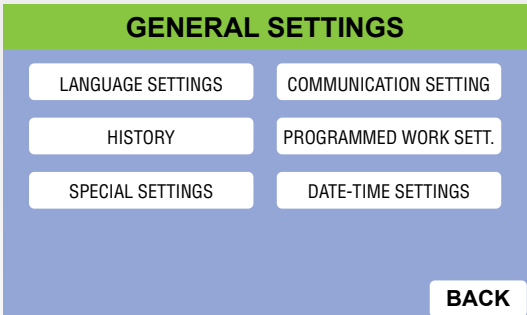 GENERAL SETTINGS
LANGUAGE SETTINGS
COMMUNICATION SETTING
HISTORY
PROGRAMMED WORK SETT.
SPECIAL SETTINGS
DATE-TIME SETTINGS
BACK